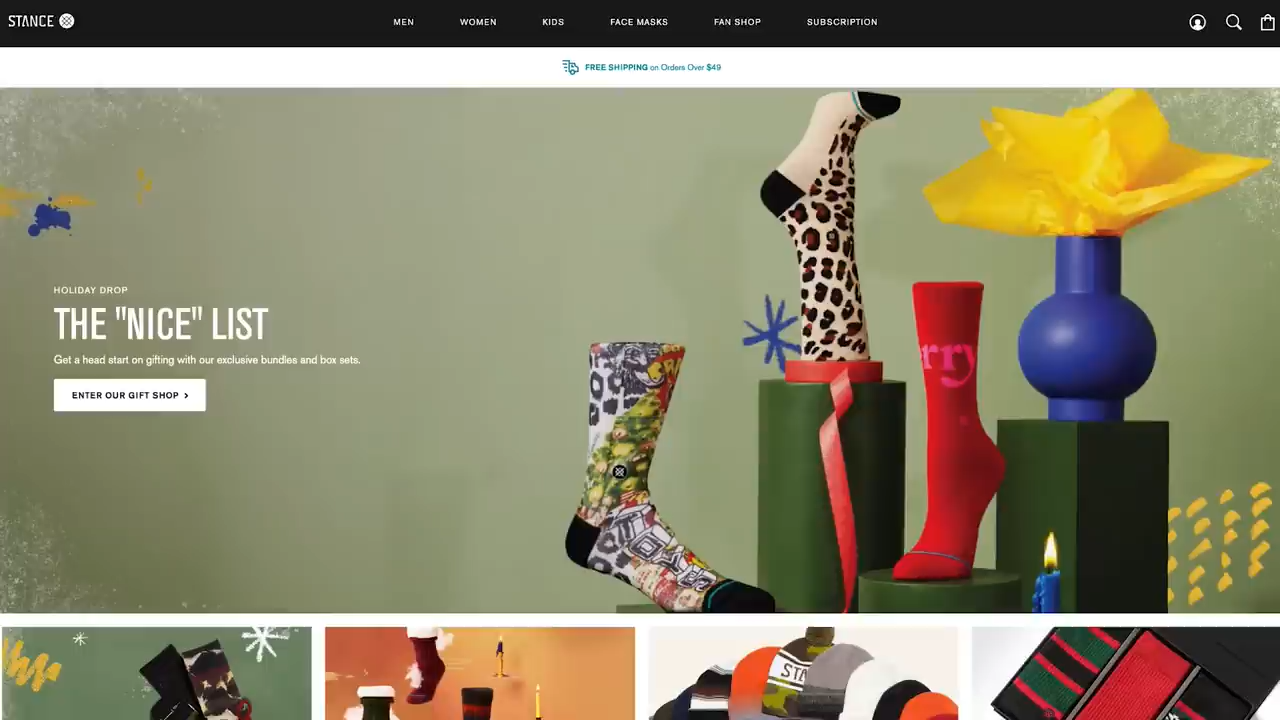 STANCE
MEN
WOMEN
KIDS
FACE MASKS
FAN SHOP
SUBSCRIPTION
FREE SHIPPING on Orders Over $49
HOLIDAY DROP
THE "NICE" LIST
Get a head start on gifting with our exclusive bundles and box sets.
ENTER OUR GIFT SHOP >
rry